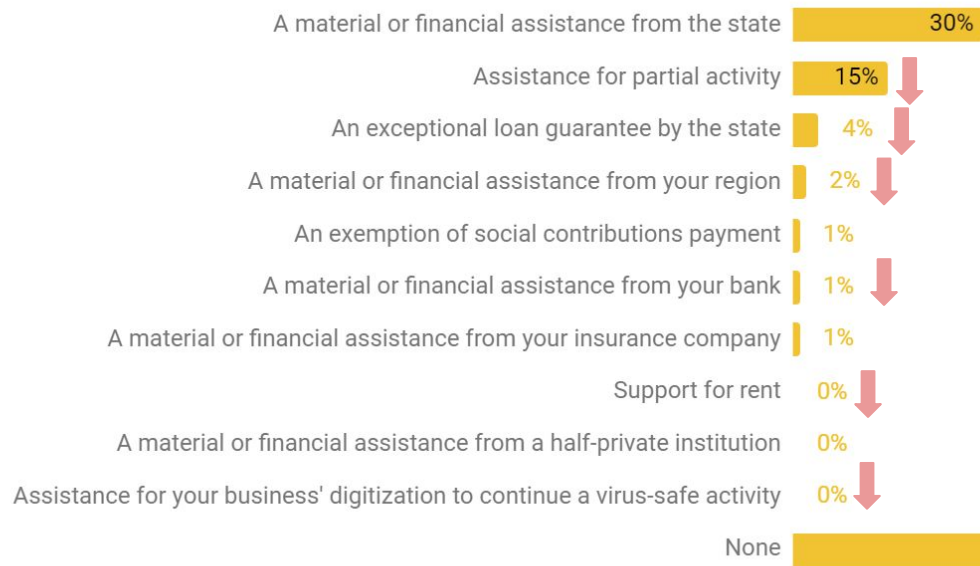 A material or financial assistance from the state 30%
Assistance for partial activity 15%
An exceptional loan guarantee by the state 4%
A material or financial assistance from your region 2%
An exemption of social contributions payment 1%
A material or financial assistance from your bank 1%
A material or financial assistance from your insurance company 1%
Support for rent 0%
A material or financial assistance from a half-private institution 0%
Assistance for your business' digitization to continue a virus-safe activity 0%
None